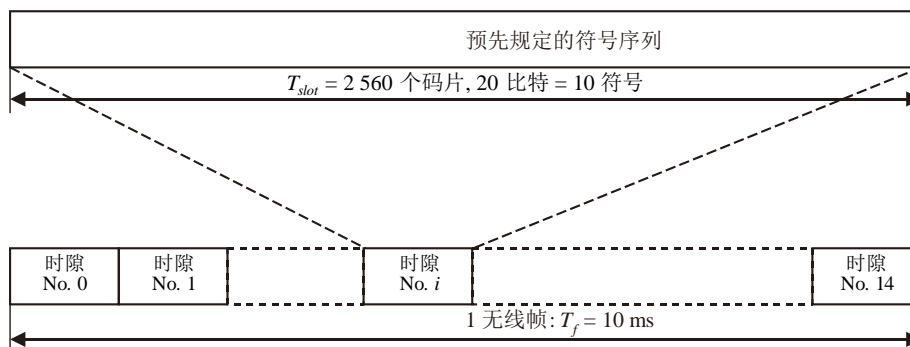 预先规定的符号序列
T_slot = 2 560 个码片, 20 比特 = 10 符号
时隙 No. 0
时隙 No. 1
时隙 No. i
时隙 No. 14
1 无线帧: T_f = 10 ms